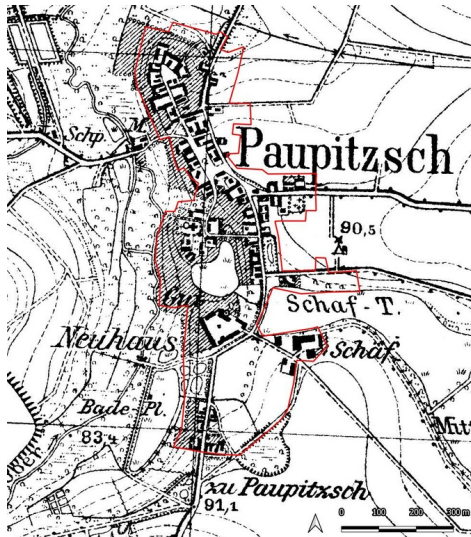 Schp.
M.
Paupitzsch
90,5
Gut
Schaf-T.
Neuhaus
Schäf
Bade-Pl.
83,4
Mitt
zu Paupitzsch
91,1
0 100 200 300 m